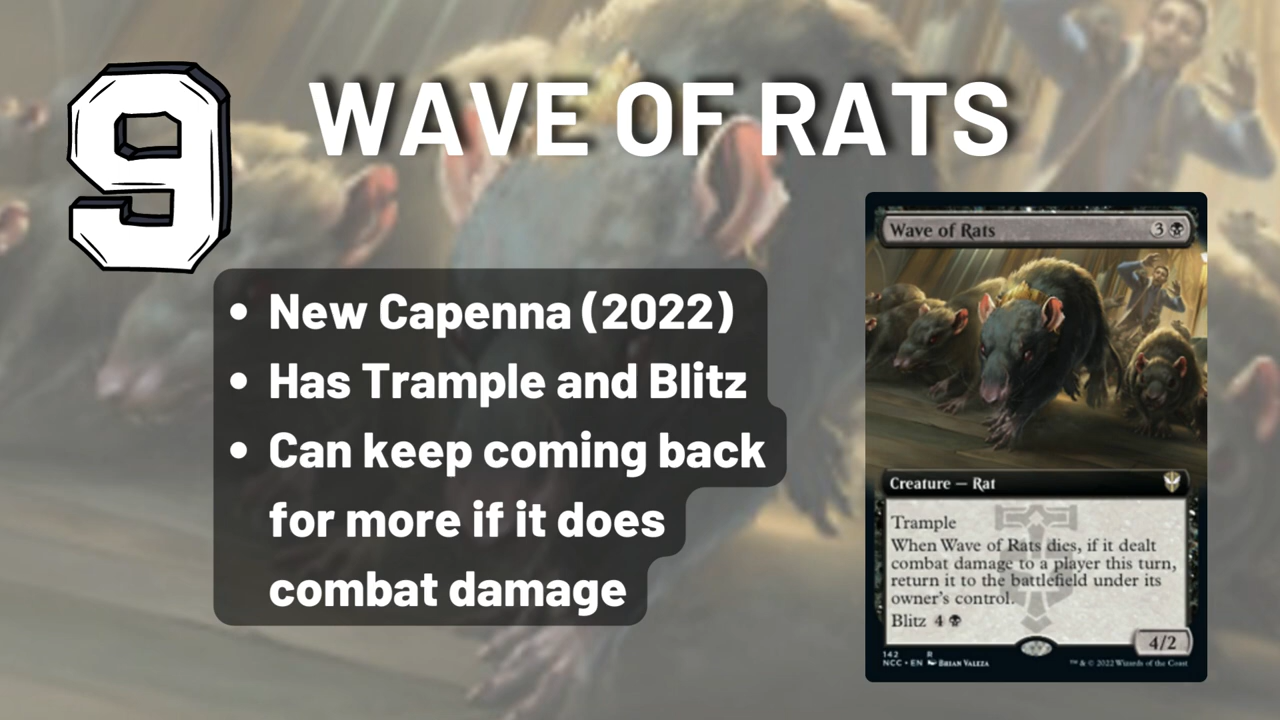 9
WAVE OF RATS
• New Capenna (2022)
• Has Trample and Blitz
• Can keep coming back
for more if it does
combat damage
Wave of Rats 3
Creature — Rat
Trample
When Wave of Rats dies, if it dealt
combat damage to a player this turn,
return it to the battlefield under its
owner's control.
Blitz 4
4/2
142 R
NCC • EN BRIAN VALEZA
™ & © 2022 Wizards of the Coast